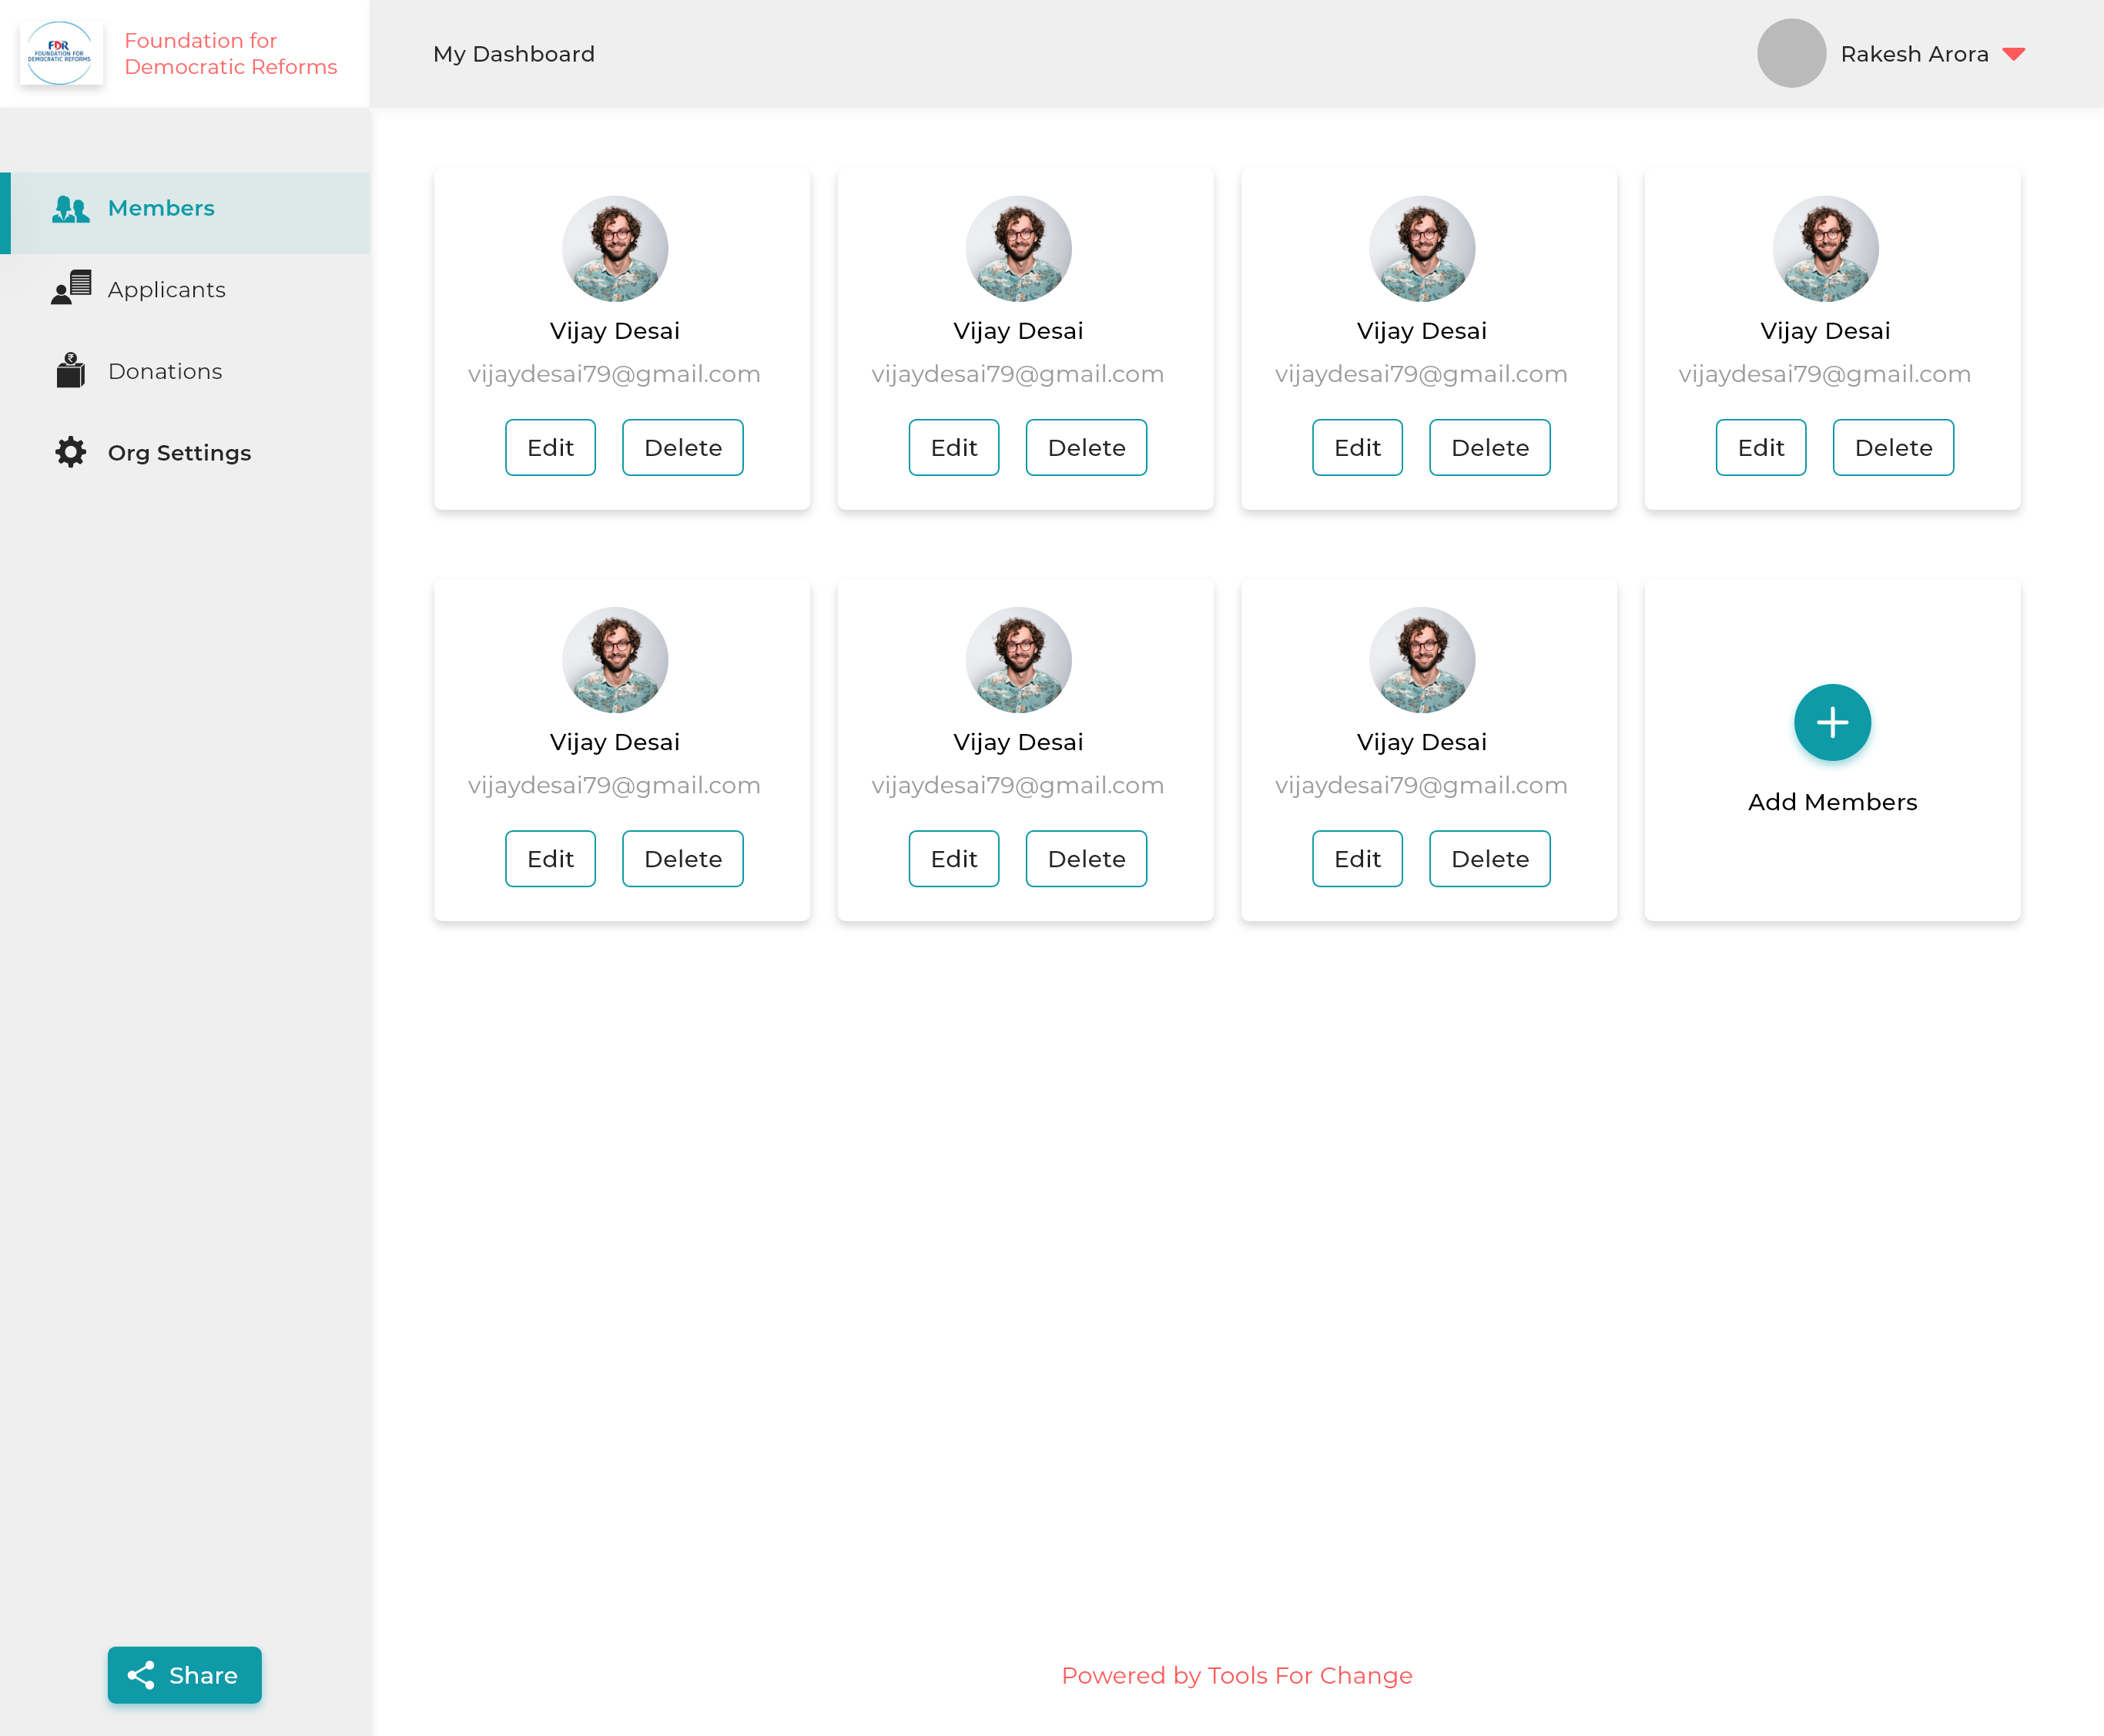 FDR
FOUNDATION FOR
DEMOCRATIC REFORMS
Foundation for
Democratic Reforms
My Dashboard
Rakesh Arora
Members
Applicants
Donations
Org Settings
Vijay Desai
vijaydesai79@gmail.com
Edit
Delete
Vijay Desai
vijaydesai79@gmail.com
Edit
Delete
Vijay Desai
vijaydesai79@gmail.com
Edit
Delete
Vijay Desai
vijaydesai79@gmail.com
Edit
Delete
Vijay Desai
vijaydesai79@gmail.com
Edit
Delete
Vijay Desai
vijaydesai79@gmail.com
Edit
Delete
Vijay Desai
vijaydesai79@gmail.com
Edit
Delete
Add Members
Share
Powered by Tools For Change